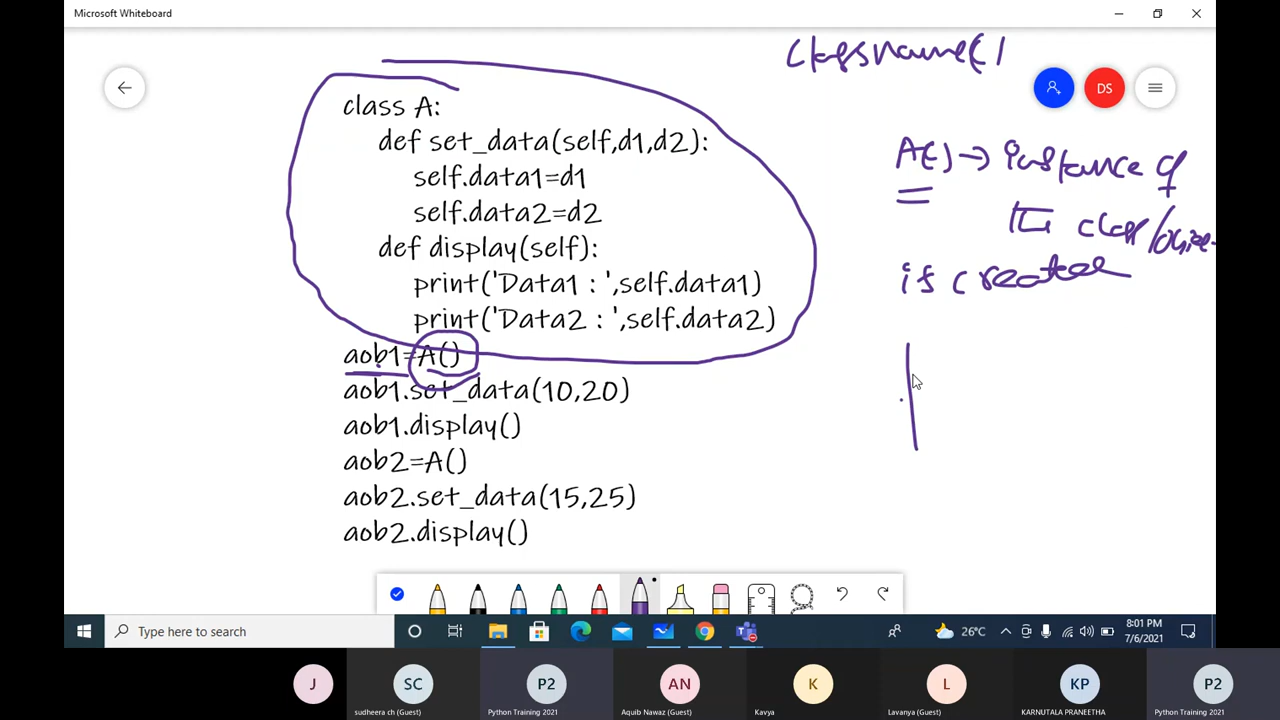 Microsoft Whiteboard
classname()
DS
class A:
def set_data(self,d1,d2):
self.data1=d1
self.data2=d2
def display(self):
print('Data1 : ',self.data1)
print('Data2 : ',self.data2)
aob1=A()
aob1.set_data(10,20)
aob1.display()
aob2=A()
aob2.set_data(15,25)
aob2.display()
A() → instance of
the class/
is created
Type here to search
26°C
8:01 PM
7/6/2021
J
SC
P2
AN
K
L
KP
P2
sudheera ch (Guest)
Python Training 2021
Aquib Nawaz (Guest)
Kavya
Lavanya (Guest)
KARNUTALA PRANEETHA
Python Training 2021